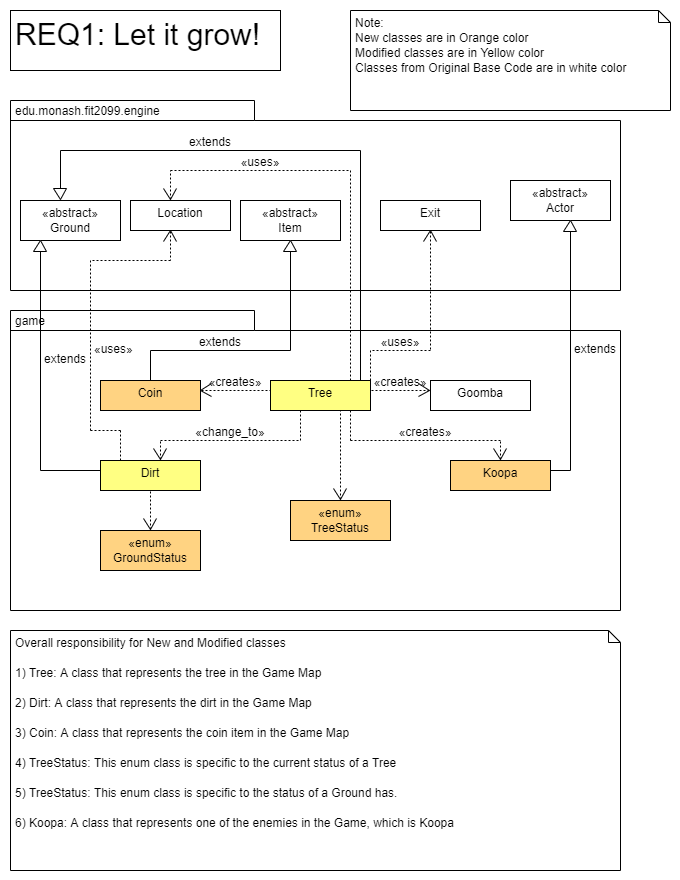 REQ1: Let it grow!
Note:
New classes are in Orange color
Modified classes are in Yellow color
Classes from Original Base Code are in white color
edu.monash.fit2099.engine
extends
«uses»
«abstract»
Ground
Location
«abstract»
Item
Exit
«abstract»
Actor
game
extends
«uses»
extends
«uses»
extends
Coin
«creates»
Tree
«creates»
Goomba
«change_to»
«creates»
Dirt
Koopa
«enum»
TreeStatus
«enum»
GroundStatus
Overall responsibility for New and Modified classes
1) Tree: A class that represents the tree in the Game Map
2) Dirt: A class that represents the dirt in the Game Map
3) Coin: A class that represents the coin item in the Game Map
4) TreeStatus: This enum class is specific to the current status of a Tree
5) TreeStatus: This enum class is specific to the status of a Ground has.
6) Koopa: A class that represents one of the enemies in the Game, which is Koopa